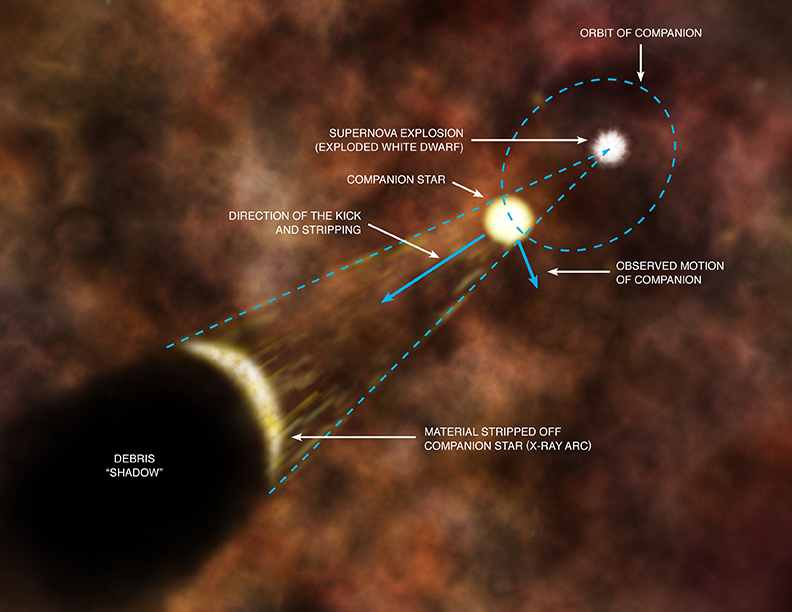 ORBIT OF COMPANION
SUPERNOVA EXPLOSION
(EXPLODED WHITE DWARF)
COMPANION STAR
DIRECTION OF THE KICK
AND STRIPPING
OBSERVED MOTION
OF COMPANION
MATERIAL STRIPPED OFF
COMPANION STAR (X-RAY ARC)
DEBRIS
“SHADOW”